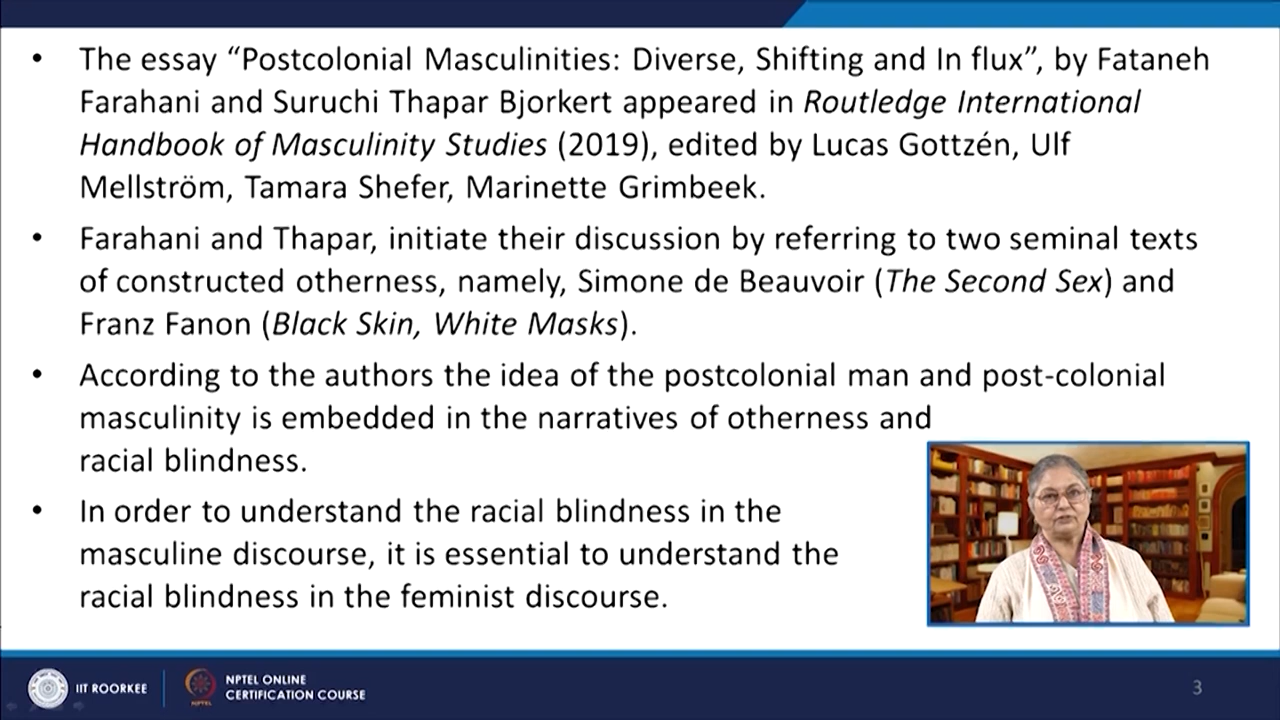 • The essay “Postcolonial Masculinities: Diverse, Shifting and In flux”, by Fataneh
Farahani and Suruchi Thapar Bjorkert appeared in Routledge International
Handbook of Masculinity Studies (2019), edited by Lucas Gottzén, Ulf
Mellström, Tamara Shefer, Marinette Grimbeek.
• Farahani and Thapar, initiate their discussion by referring to two seminal texts
of constructed otherness, namely, Simone de Beauvoir (The Second Sex) and
Franz Fanon (Black Skin, White Masks).
• According to the authors the idea of the postcolonial man and post-colonial
masculinity is embedded in the narratives of otherness and
racial blindness.
• In order to understand the racial blindness in the
masculine discourse, it is essential to understand the
racial blindness in the feminist discourse.
IIT ROORKEE
NPTEL
NPTEL ONLINE
CERTIFICATION COURSE
3